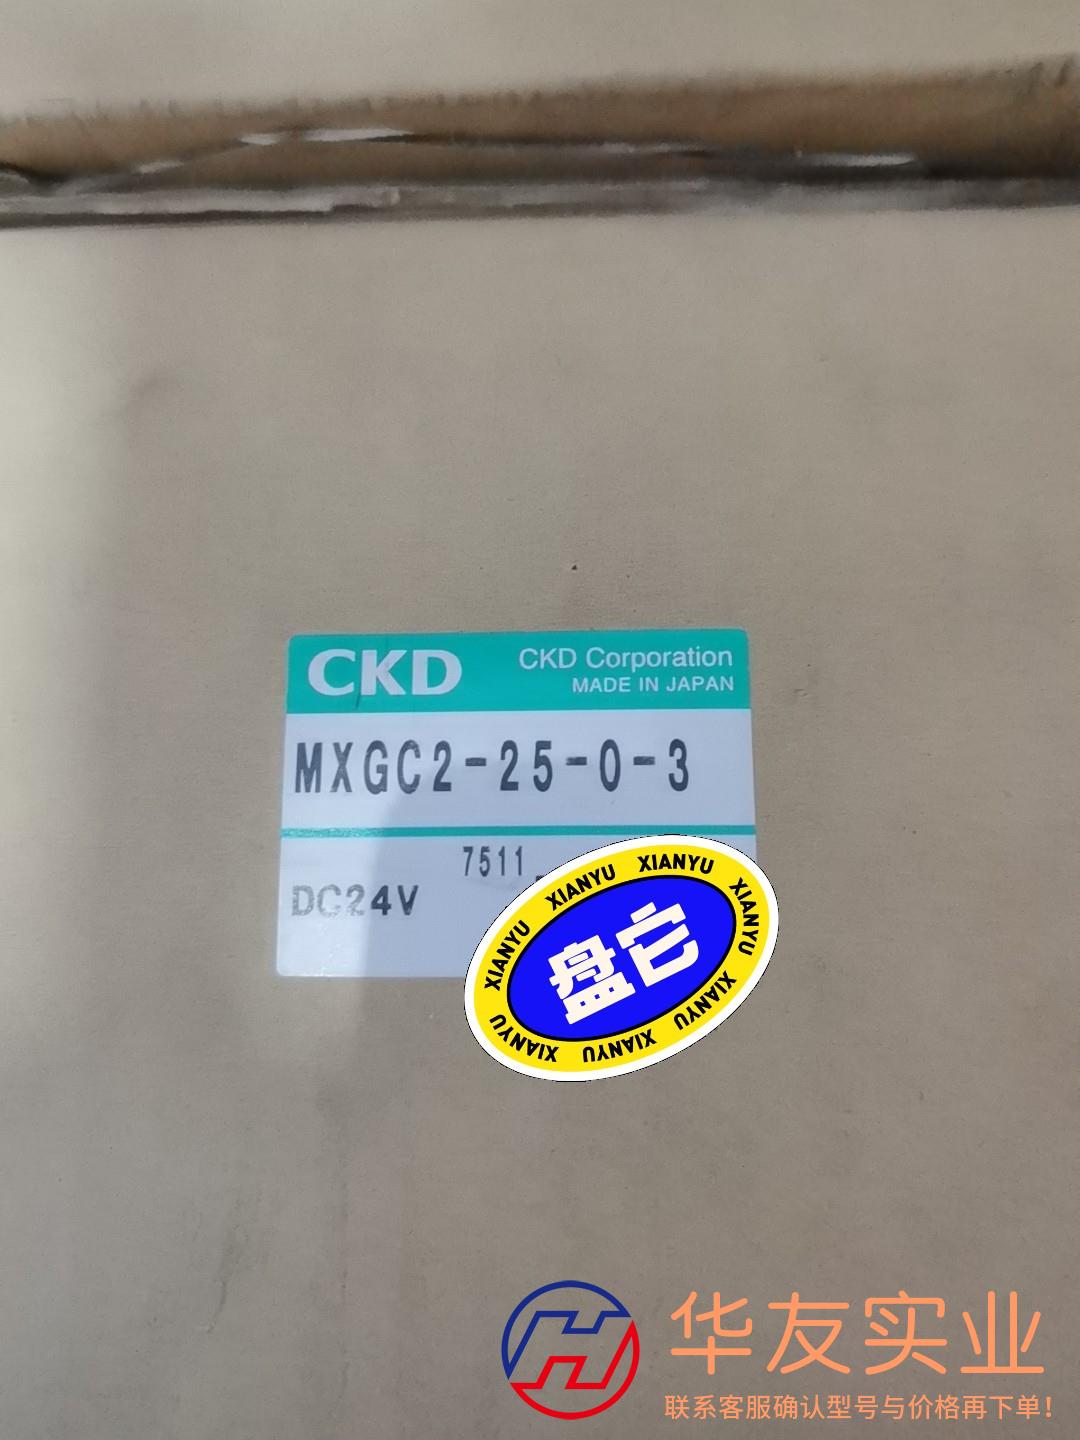 CKD
CKD Corporation
MADE IN JAPAN
MXGC2-25-0-3
7511
DC24V
XIANYU XIANYU XIANYU XIANYU XIANYU XIANYU XIANYU XIANYU
盘它
华友实业
联系客服确认型号与价格再下单！